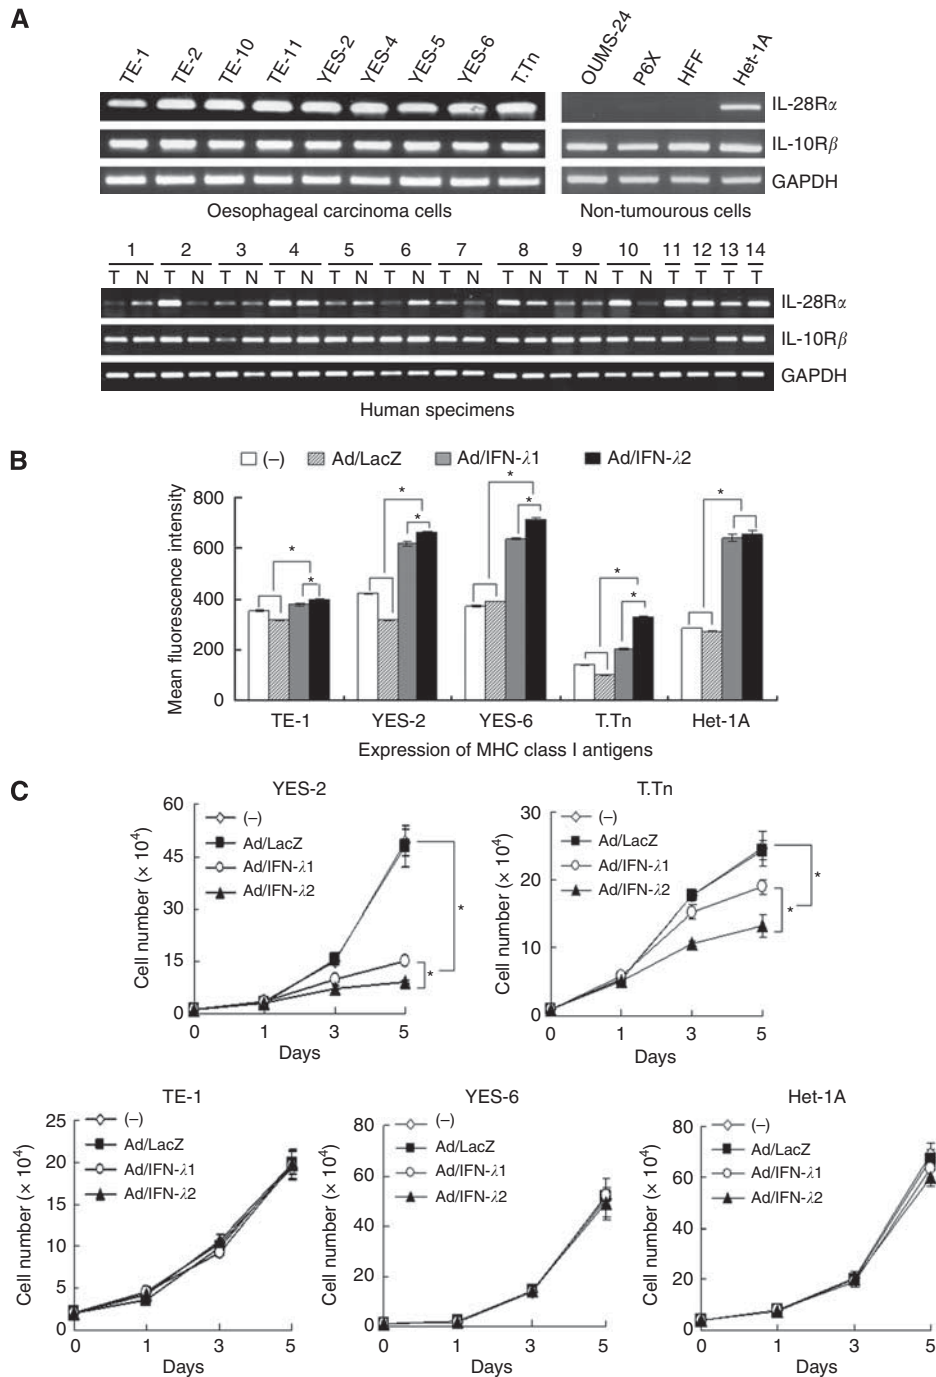 A
TE-1 TE-2 TE-10 TE-11 YES-2 YES-4 YES-5 YES-6 T.Tn OUMS-24 P6X HFF Het-1A
IL-28Rα
IL-10Rβ
GAPDH
Oesophageal carcinoma cells Non-tumourous cells
1 2 3 4 5 6 7 8 9 10 11 12 13 14
T N T N T N T N T N T N T N T N T N T N T T T T
IL-28Rα
IL-10Rβ
GAPDH
Human specimens
B
(–) Ad/LacZ Ad/IFN-λ1 Ad/IFN-λ2
Mean fluorescence intensity
800
600
400
200
0
* * * * * * * * *
TE-1 YES-2 YES-6 T.Tn Het-1A
Expression of MHC class I antigens
C
YES-2
Cell number (× 10⁴)
60
45
30
15
0
(–)
Ad/LacZ
Ad/IFN-λ1
Ad/IFN-λ2
*
*
0 1 3 5
Days
T.Tn
Cell number (× 10⁴)
30
20
10
0
(–)
Ad/LacZ
Ad/IFN-λ1
Ad/IFN-λ2
*
*
0 1 3 5
Days
TE-1
Cell number (× 10⁴)
25
20
15
10
5
0
(–)
Ad/LacZ
Ad/IFN-λ1
Ad/IFN-λ2
0 1 3 5
Days
YES-6
Cell number (× 10⁴)
80
60
40
20
0
(–)
Ad/LacZ
Ad/IFN-λ1
Ad/IFN-λ2
0 1 3 5
Days
Het-1A
Cell number (× 10⁴)
80
60
40
20
0
(–)
Ad/LacZ
Ad/IFN-λ1
Ad/IFN-λ2
0 1 3 5
Days